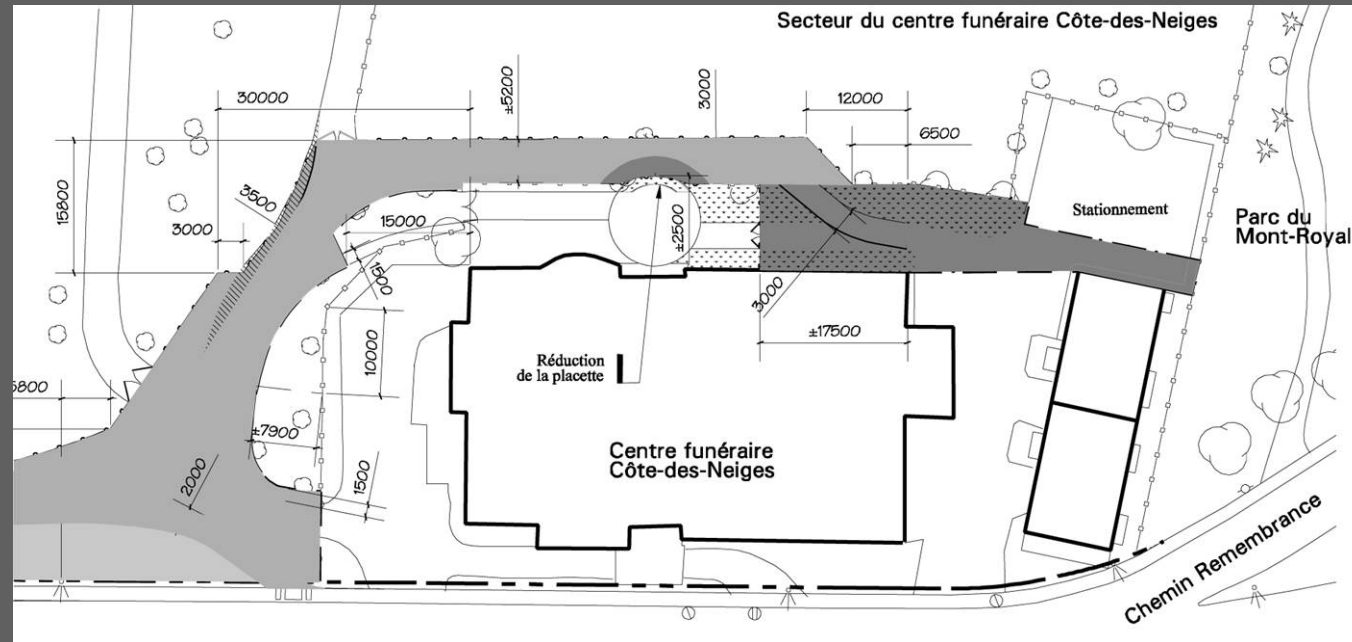 Secteur du centre funéraire Côte-des-Neiges
30000
±5200
3000
12000
6500
15800
3500
3000
15000
1500
±2500
3000
±17500
Stationnement
Parc du
Mont-Royal
10000
Réduction
de la placette
5800
±7900
2000
1500
Centre funéraire
Côte-des-Neiges
Chemin Remembrance